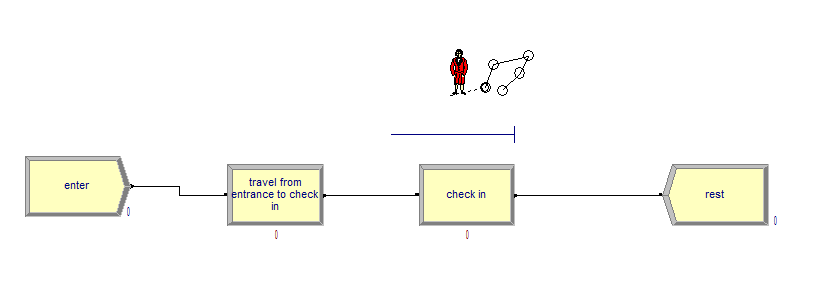 enter
0
travel from
entrance to check
in
0
check in
0
rest
0